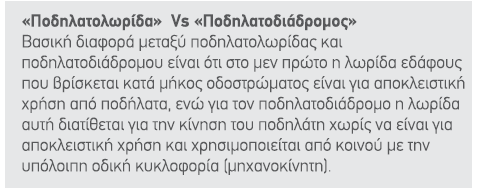 «Ποδηλατολωρίδα» Vs «Ποδηλατοδιάδρομος»
Βασική διαφορά μεταξύ ποδηλατολωρίδας και
ποδηλατοδιάδρομου είναι ότι στο μεν πρώτο η λωρίδα εδάφους
που βρίσκεται κατά μήκος οδοστρώματος είναι για αποκλειστική
χρήση από ποδήλατα, ενώ για τον ποδηλατοδιάδρομο η λωρίδα
αυτή διατίθεται για την κίνηση του ποδηλάτη χωρίς να είναι για
αποκλειστική χρήση και χρησιμοποιείται από κοινού με την
υπόλοιπη οδική κυκλοφορία (μηχανοκίνητη).